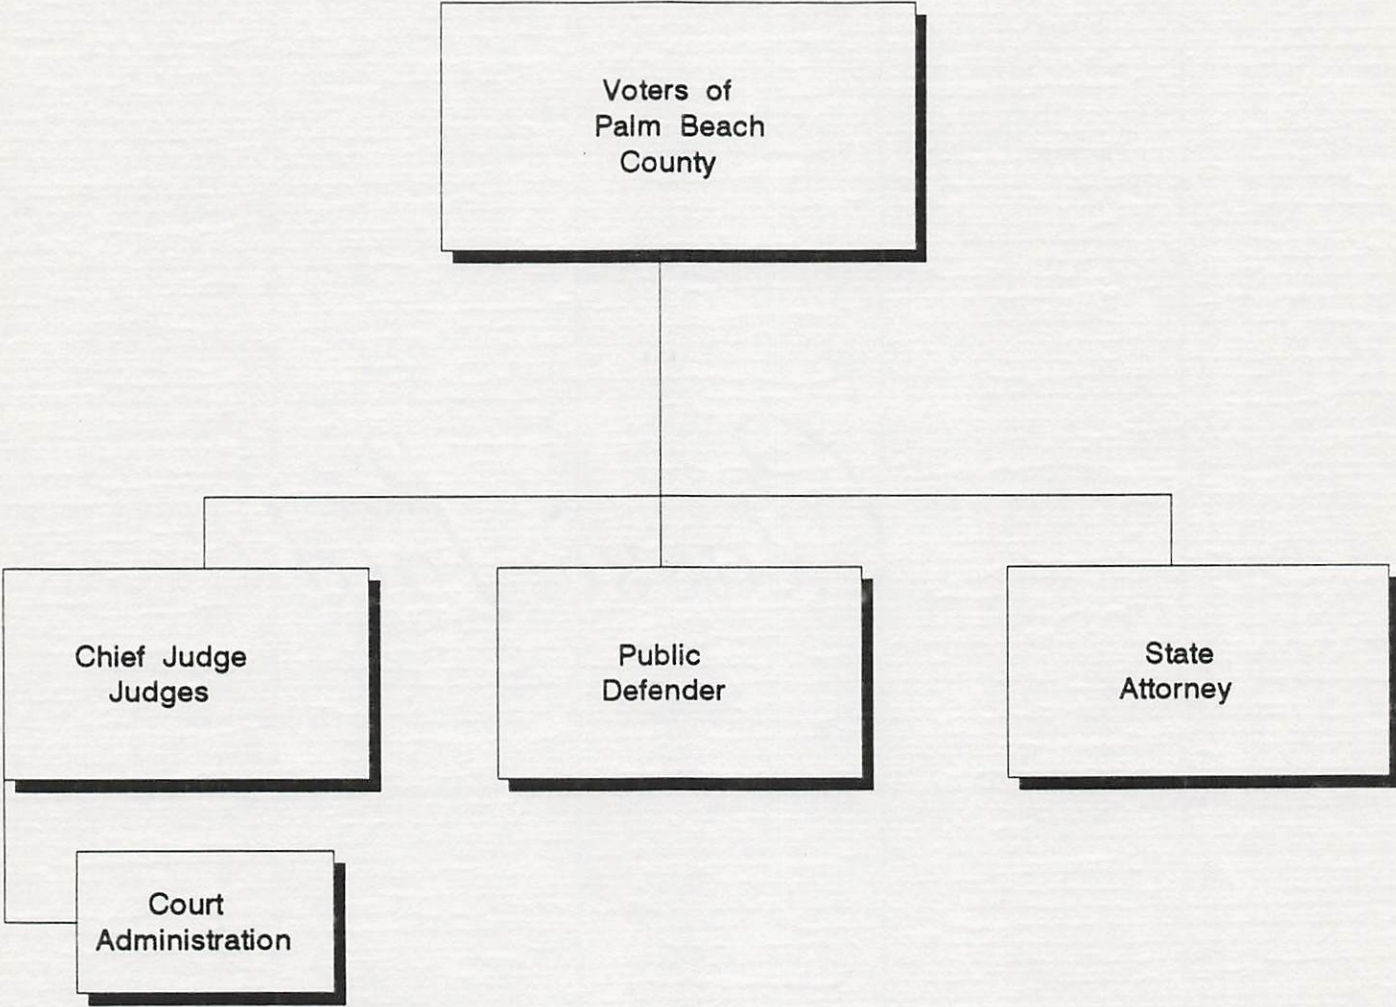 Voters of
Palm Beach
County
Chief Judge
Judges
Public
Defender
State
Attorney
Court
Administration